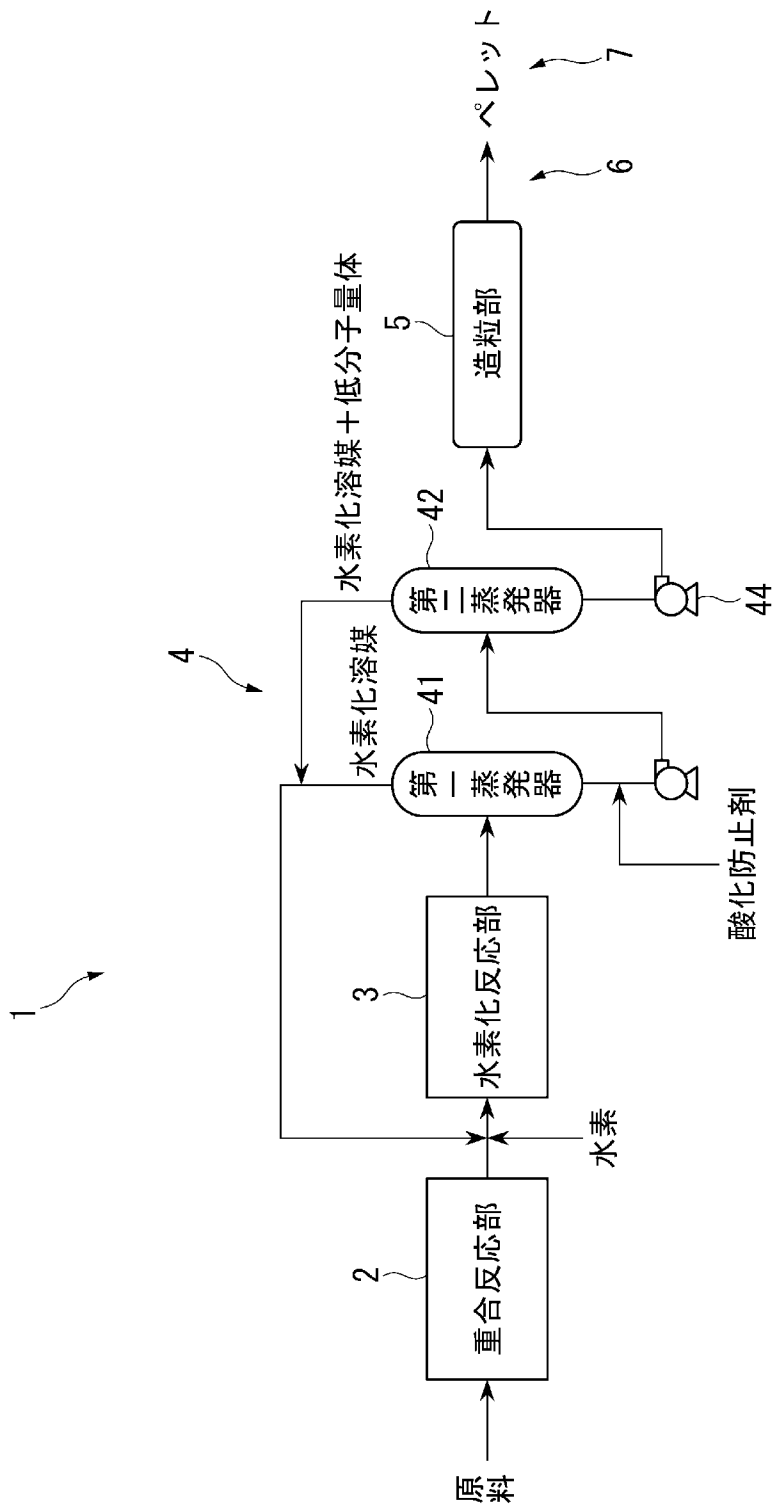 1
4
水素化溶媒＋低分子量体
水素化溶媒
2
3
41
42
5
原料
重合反応部
水素化反応部
第一蒸発器
第二蒸発器
造粒部
ペレット
6
7
水素
酸化防止剤
44